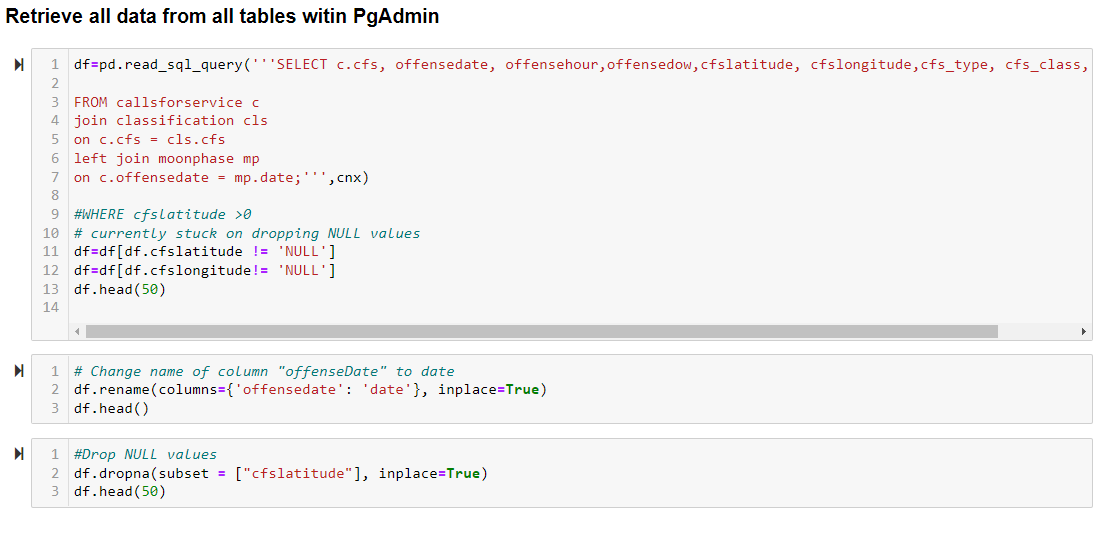 Retrieve all data from all tables witin PgAdmin
1 df=pd.read_sql_query('''SELECT c.cfs, offensedate, offensehour,offensedow,cfslatitude, cfslongitude,cfs_type, cfs_class,
2
3 FROM callsforservice c
4 join classification cls
5 on c.cfs = cls.cfs
6 left join moonphase mp
7 on c.offensedate = mp.date;''',cnx)
8
9 #WHERE cfslatitude >0
10 # currently stuck on dropping NULL values
11 df=df[df.cfslatitude != 'NULL']
12 df=df[df.cfslongitude!= 'NULL']
13 df.head(50)
14
1 # Change name of column "offenseDate" to date
2 df.rename(columns={'offensedate': 'date'}, inplace=True)
3 df.head()
1 #Drop NULL values
2 df.dropna(subset = ["cfslatitude"], inplace=True)
3 df.head(50)